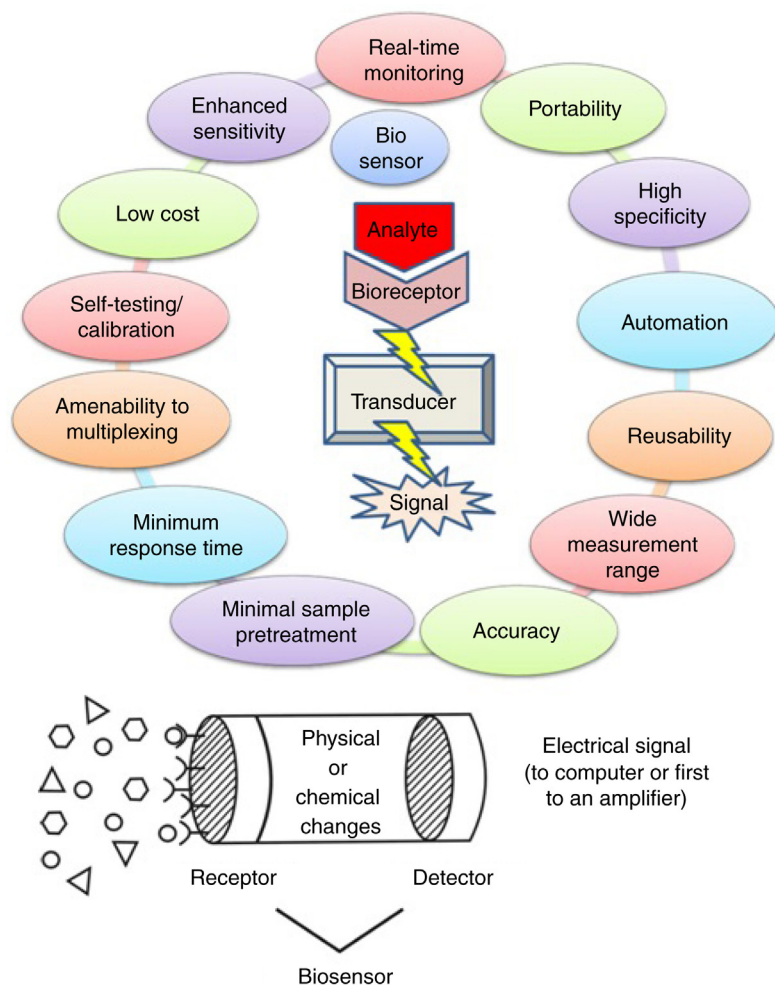 Real-time
monitoring
Enhanced
sensitivity
Portability
Bio
sensor
High
specificity
Low cost
Analyte
Bioreceptor
Self-testing/
calibration
Automation
Transducer
Amenability to
multiplexing
Reusability
Signal
Minimum
response time
Wide
measurement
range
Minimal sample
pretreatment
Accuracy
Physical
or
chemical
changes
Electrical signal
(to computer or first
to an amplifier)
Receptor
Detector
Biosensor